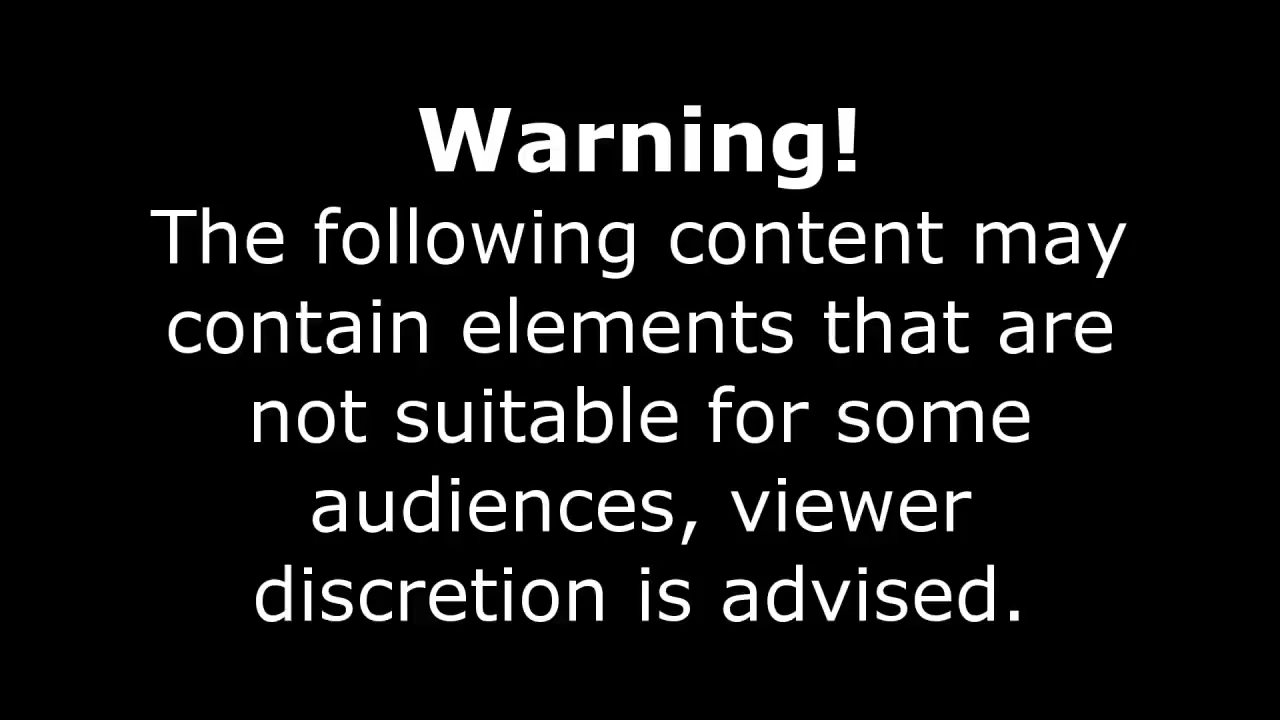 Warning!
The following content may
contain elements that are
not suitable for some
audiences, viewer
discretion is advised.